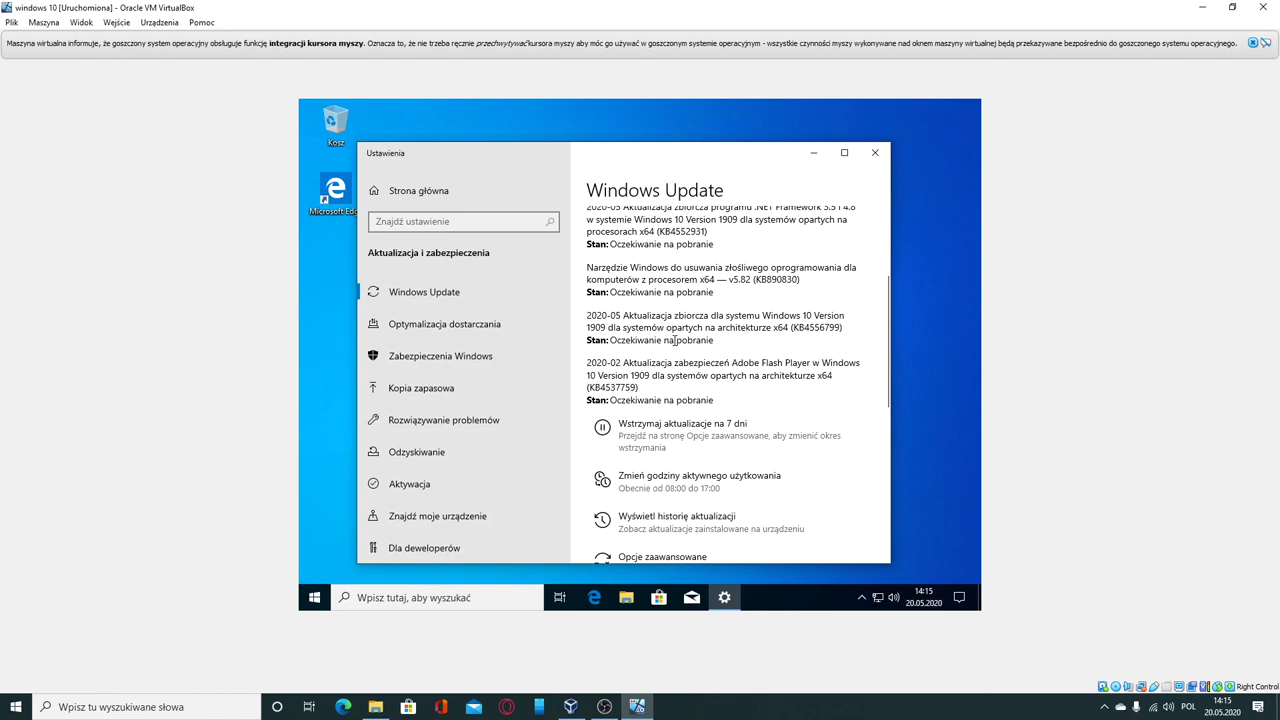 windows 10 [Uruchomiona] - Oracle VM VirtualBox
Plik Maszyna Widok Wejście Urządzenia Pomoc
Maszyna wirtualna informuje, że goszczony system operacyjny obsługuje funkcję integracji kursora myszy. Oznacza to, że nie trzeba ręcznie przechwytywać kursora myszy aby móc go używać w goszczonym systemie operacyjnym - wszystkie czynności myszy wykonywane nad oknem maszyny wirtualnej będą przekazywane bezpośrednio do goszczonego systemu operacyjnego.
Kosz
Microsoft Edg
Ustawienia
Strona główna
Znajdź ustawienie
Aktualizacja i zabezpieczenia
Windows Update
Optymalizacja dostarczania
Zabezpieczenia Windows
Kopia zapasowa
Rozwiązywanie problemów
Odzyskiwanie
Aktywacja
Znajdź moje urządzenie
Dla deweloperów
Windows Update
2020-05 Aktualizacja zbiorcza programu .NET Framework 3.5 i 4.8
w systemie Windows 10 Version 1909 dla systemów opartych na
procesorach x64 (KB4552931)
Stan: Oczekiwanie na pobranie
Narzędzie Windows do usuwania złośliwego oprogramowania dla
komputerów z procesorem x64 — v5.82 (KB890830)
Stan: Oczekiwanie na pobranie
2020-05 Aktualizacja zbiorcza dla systemu Windows 10 Version
1909 dla systemów opartych na architekturze x64 (KB4556799)
Stan: Oczekiwanie na pobranie
2020-02 Aktualizacja zabezpieczeń Adobe Flash Player w Windows
10 Version 1909 dla systemów opartych na architekturze x64
(KB4537759)
Stan: Oczekiwanie na pobranie
Wstrzymaj aktualizacje na 7 dni
Przejdź na stronę Opcje zaawansowane, aby zmienić okres
wstrzymania
Zmień godziny aktywnego użytkowania
Obecnie od 08:00 do 17:00
Wyświetl historię aktualizacji
Zobacz aktualizacje zainstalowane na urządzeniu
Opcje zaawansowane
Wpisz tutaj, aby wyszukać
14:15
20.05.2020
Right Control
Wpisz tu wyszukiwane słowa
POL
14:15
20.05.2020